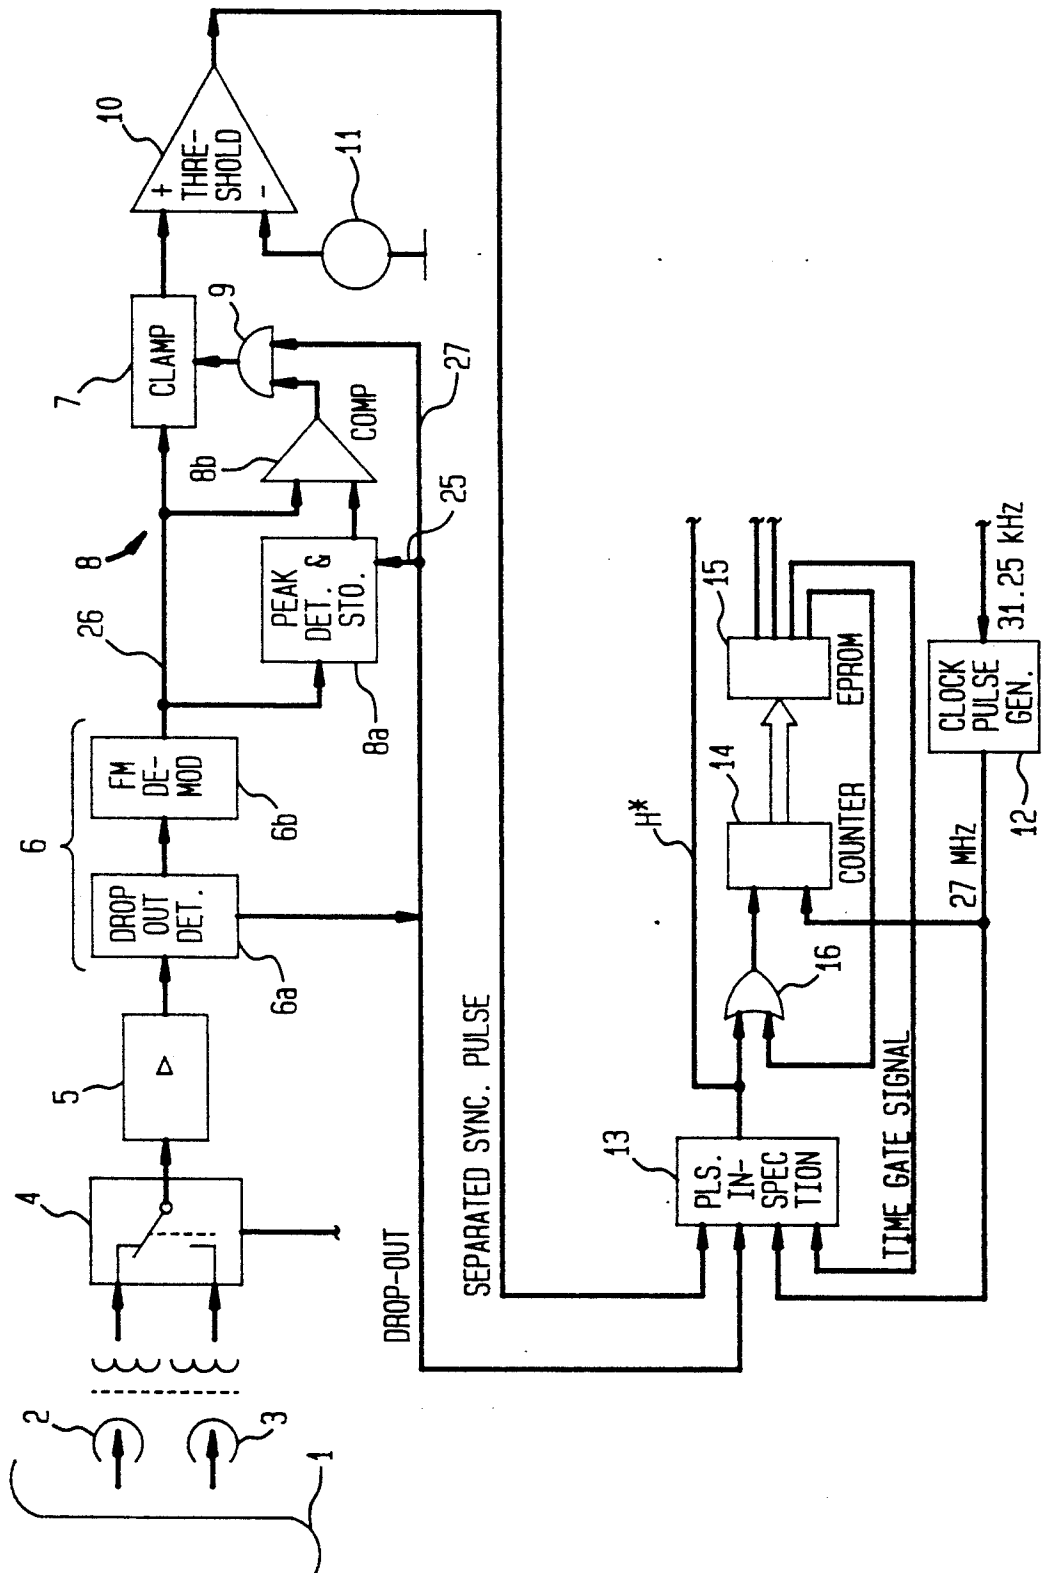 1
2
3
4
5
6
DROP
OUT
DET.
6a
FM
DE-
MOD
6b
26
8
7
CLAMP
10
+
THRE-
SHOLD
-
11
9
8b
COMP
PEAK
DET. &
STO.
8a
25
27
DROP-OUT
SEPARATED SYNC. PULSE
13
PLS.
IN-
SPEC
TION
H*
16
14
COUNTER
15
EPROM
TIME GATE SIGNAL
27 MHz
12
CLOCK
PULSE
GEN.
31.25 kHz